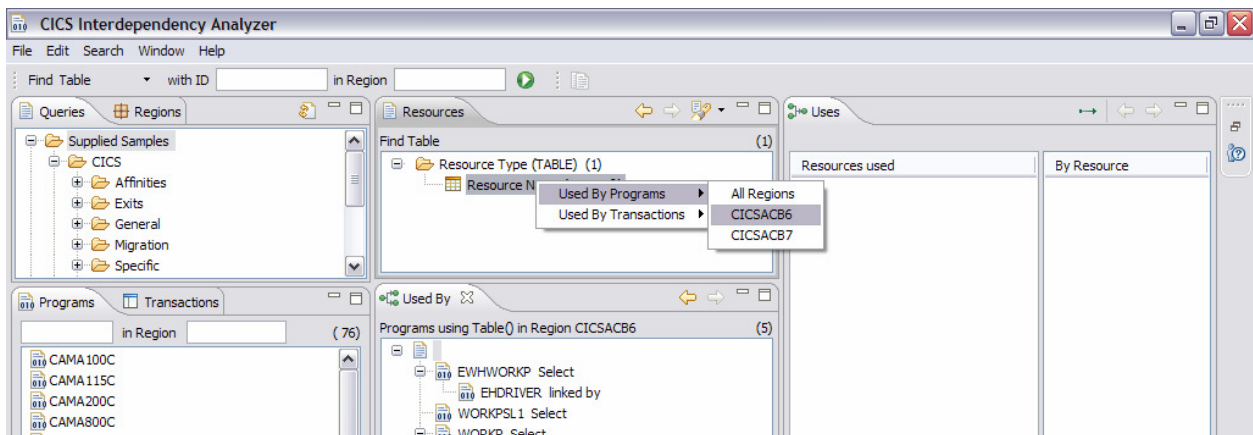 CICS Interdependency Analyzer
File Edit Search Window Help
Find Table with ID in Region
Queries Regions
Supplied Samples
CICS
Affinities
Exits
General
Migration
Specific
Resources
Find Table (1)
Resource Type (TABLE) (1)
Resource N
Used By Programs
Used By Transactions
All Regions
CICSACB6
CICSACB7
Uses
Resources used By Resource
Programs Transactions
in Region (76)
CAMA100C
CAMA115C
CAMA200C
CAMA800C
Used By
Programs using Table() in Region CICSACB6 (5)
EWHWORKP Select
EHDRIVER linked by
WORKPSL1 Select
WORKP Select